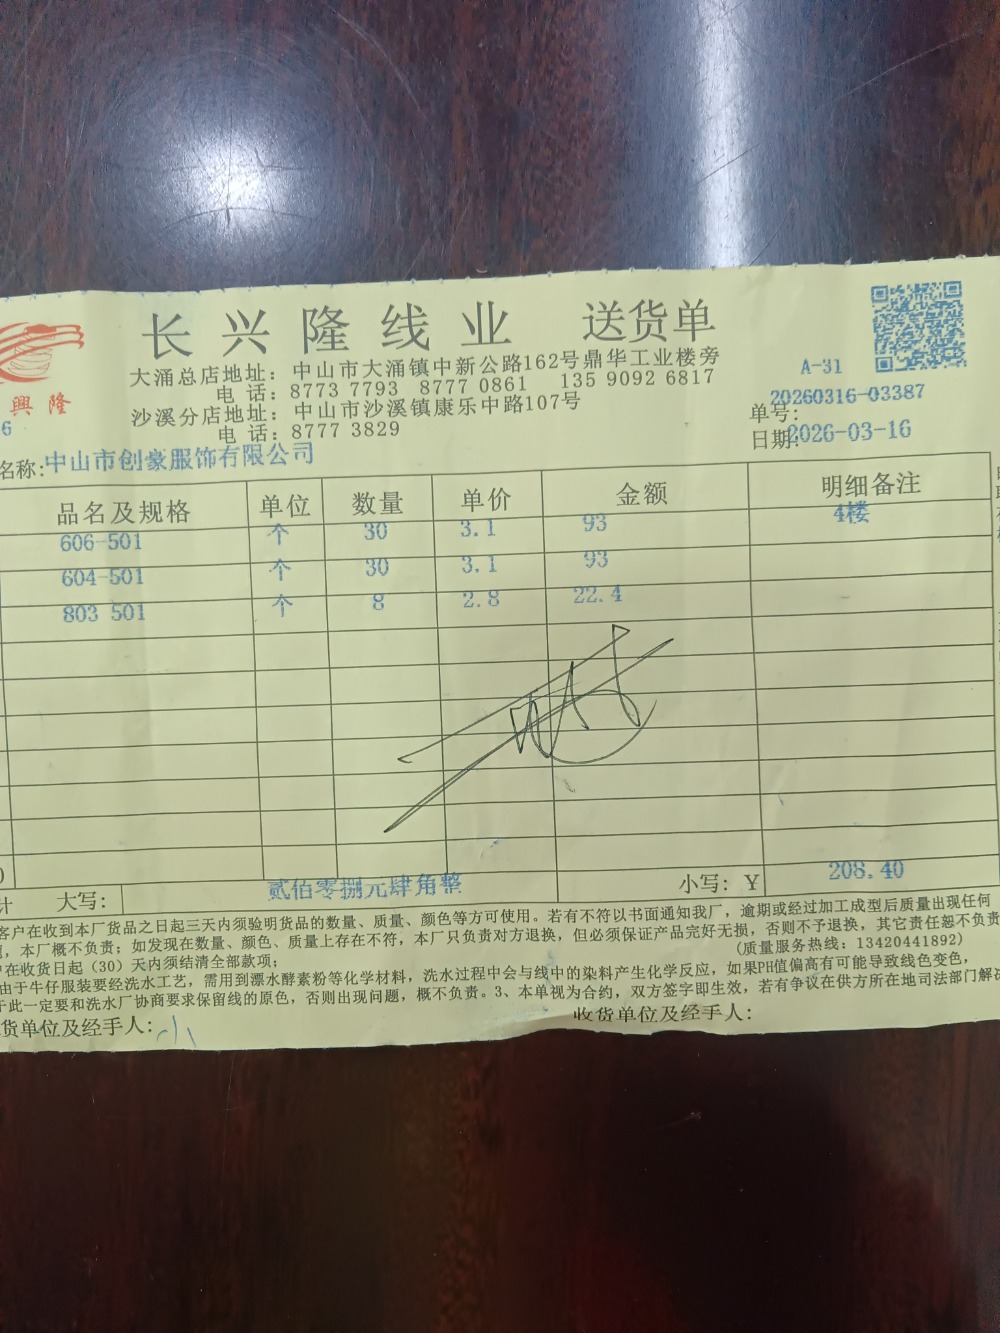 长兴隆线业 送货单
大涌总店地址：中山市大涌镇中新公路162号鼎华工业楼旁
电 话：8773 7793 8777 0861 135 9092 6817
沙溪分店地址：中山市沙溪镇康乐中路107号
电 话：8777 3829
興隆
A-31
单号：20260316-03387
日期：2026-03-16
6
名称：中山市创豪服饰有限公司
品名及规格 单位 数量 单价 金额 明细备注
606-501 个 30 3.1 93 4楼
604-501 个 30 3.1 93
803 501 个 8 2.8 22.4
计 大写： 贰佰零捌元肆角整 小写：Y 208.40
客户在收到本厂货品之日起三天内须验明货品的数量、质量、颜色等方可使用。若有不符以书面通知我厂，逾期或经过加工成型后质量出现任何
，本厂概不负责；如发现在数量、颜色、质量上存在不符，本厂只负责对方退换，但必须保证产品完好无损，否则不予退换，其它责任恕不负责
在收货日起（30）天内须结清全部款项； （质量服务热线：13420441892）
由于牛仔服装要经洗水工艺，需用到漂水酵素粉等化学材料，洗水过程中会与线中的染料产生化学反应，如果PH值偏高有可能导致线色变色，
于此一定要和洗水厂协商要求保留线的原色，否则出现问题，概不负责。3、本单视为合约，双方签字即生效，若有争议在供方所在地司法部门解决
货单位及经手人： 收货单位及经手人：